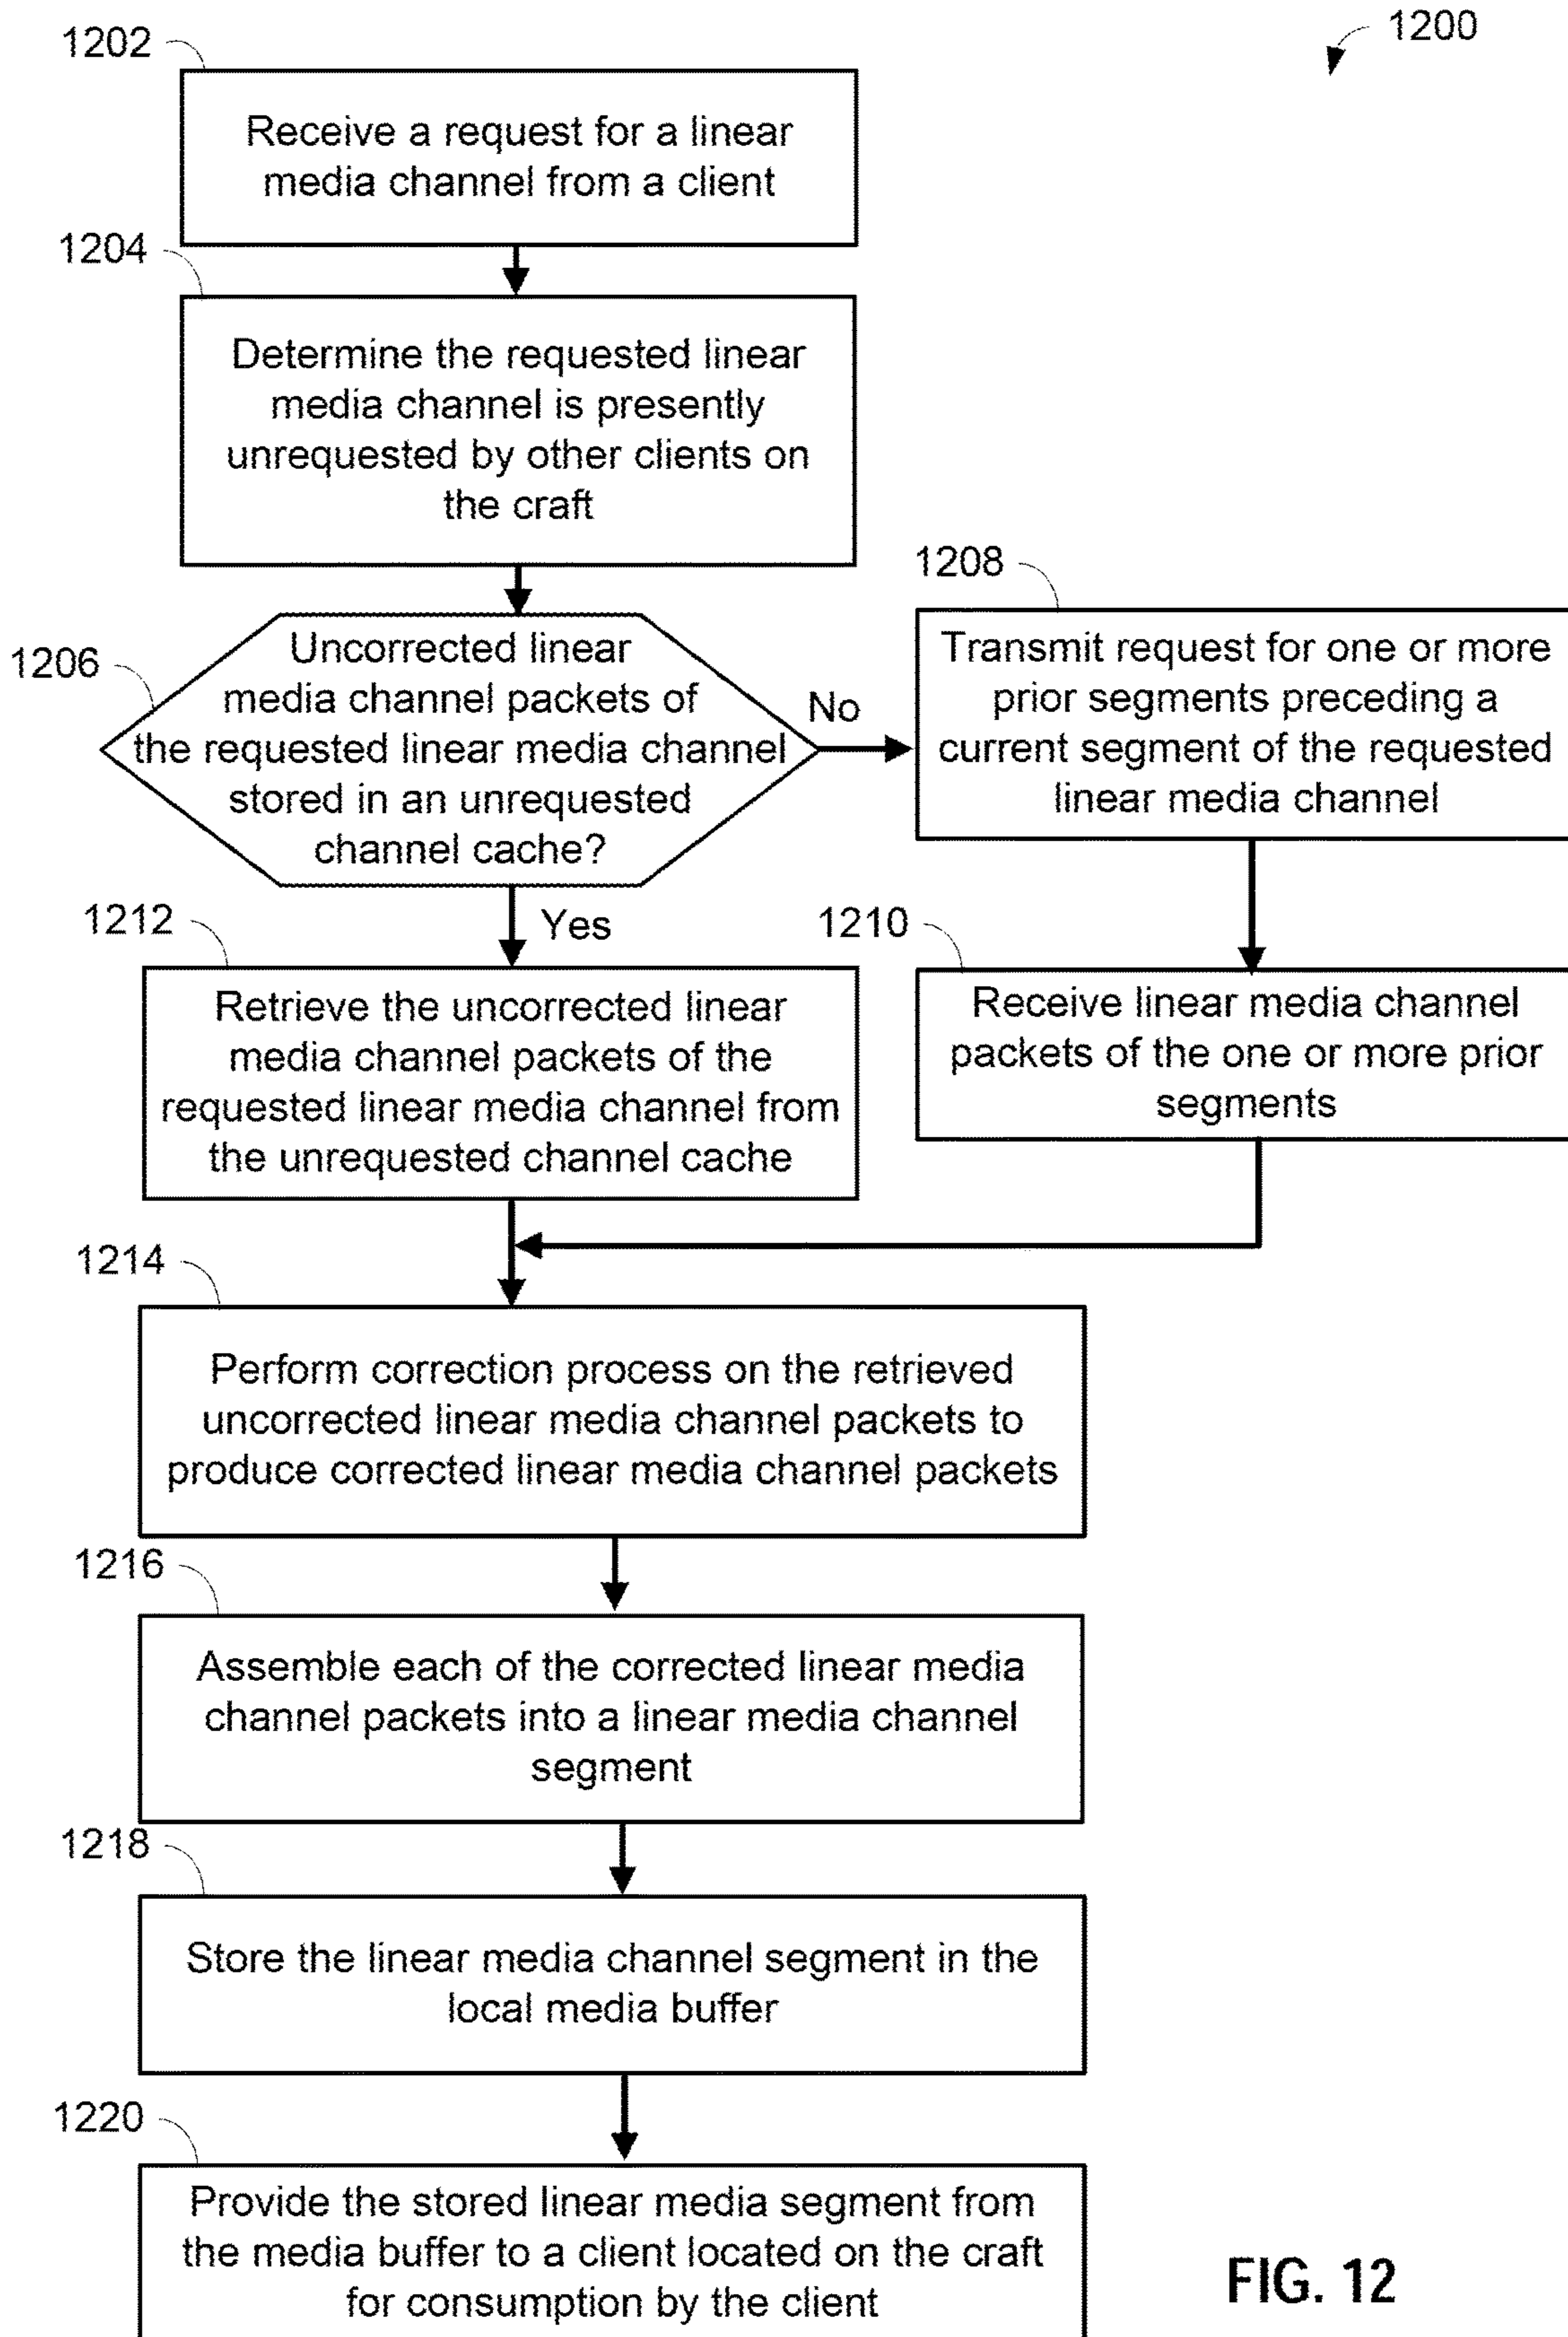 1200
1202
Receive a request for a linear
media channel from a client
1204
Determine the requested linear
media channel is presently
unrequested by other clients on
the craft
1206
Uncorrected linear
media channel packets of
the requested linear media channel
stored in an unrequested
channel cache?
No
1208
Transmit request for one or more
prior segments preceding a
current segment of the requested
linear media channel
Yes
1210
Receive linear media channel
packets of the one or more prior
segments
1212
Retrieve the uncorrected linear
media channel packets of the
requested linear media channel from
the unrequested channel cache
1214
Perform correction process on the retrieved
uncorrected linear media channel packets to
produce corrected linear media channel packets
1216
Assemble each of the corrected linear media
channel packets into a linear media channel
segment
1218
Store the linear media channel segment in the
local media buffer
1220
Provide the stored linear media segment from
the media buffer to a client located on the craft
for consumption by the client
FIG. 12